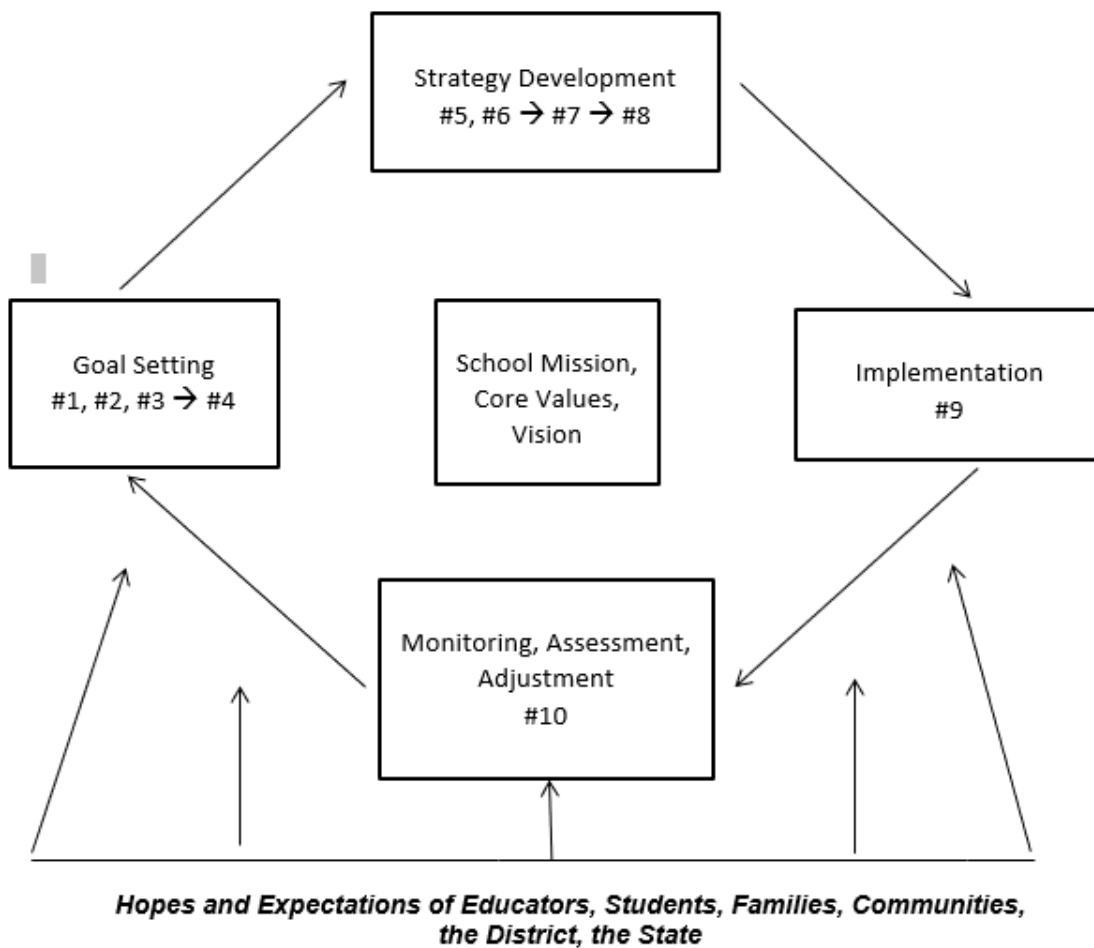 Strategy Development
#5, #6 → #7 → #8
Goal Setting
#1, #2, #3 → #4
School Mission,
Core Values,
Vision
Implementation
#9
Monitoring, Assessment,
Adjustment
#10
Hopes and Expectations of Educators, Students, Families, Communities,
the District, the State